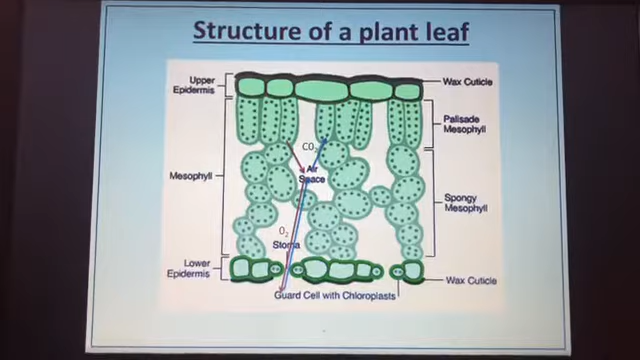 Structure of a plant leaf
Upper
Epidermis
Wax Cuticle
Palisade
Mesophyll
CO2
Air
Space
Mesophyll
Spongy
Mesophyll
O2
Stoma
Lower
Epidermis
Wax Cuticle
Guard Cell with Chloroplasts